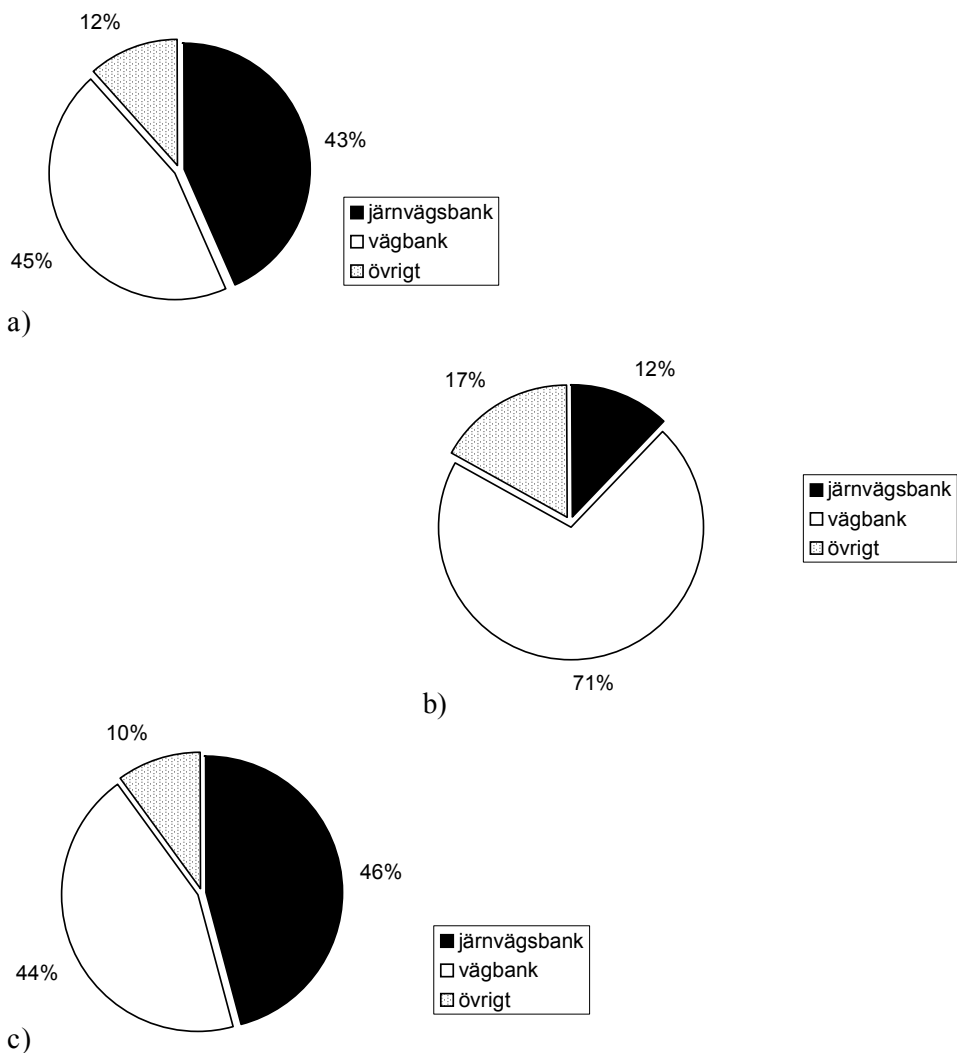 12%
43%
järnvägsbank
vägbank
övrigt
45%
a)
17%
12%
järnvägsbank
vägbank
övrigt
71%
b)
10%
46%
järnvägsbank
vägbank
övrigt
44%
c)